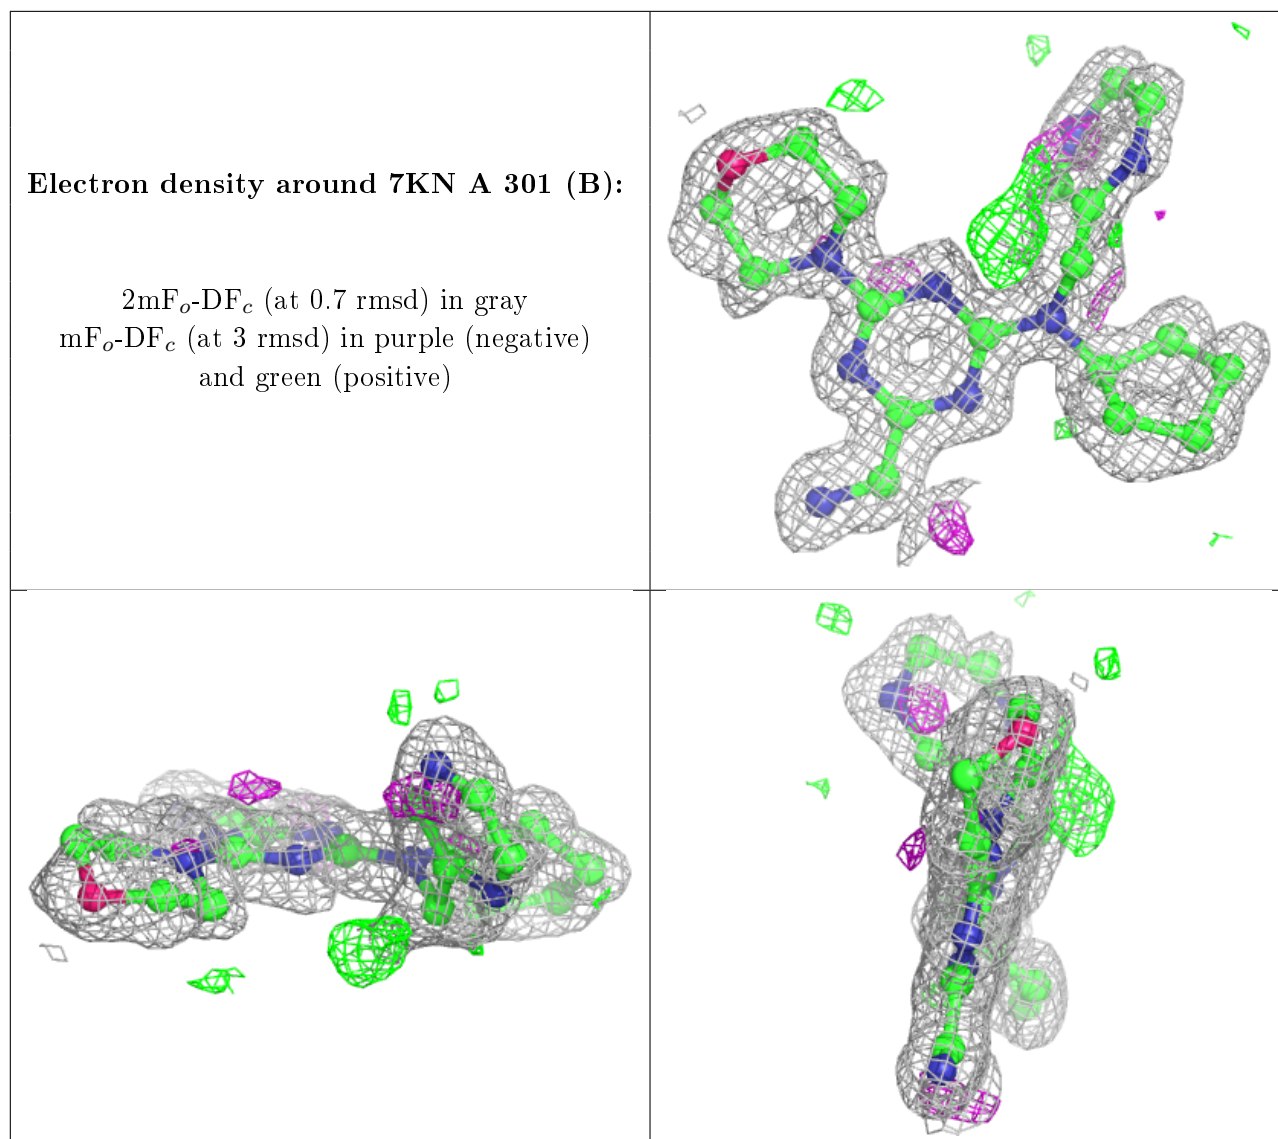 Electron density around 7KN A 301 (B):
2mFo-DFc (at 0.7 rmsd) in gray
mFo-DFc (at 3 rmsd) in purple (negative)
and green (positive)